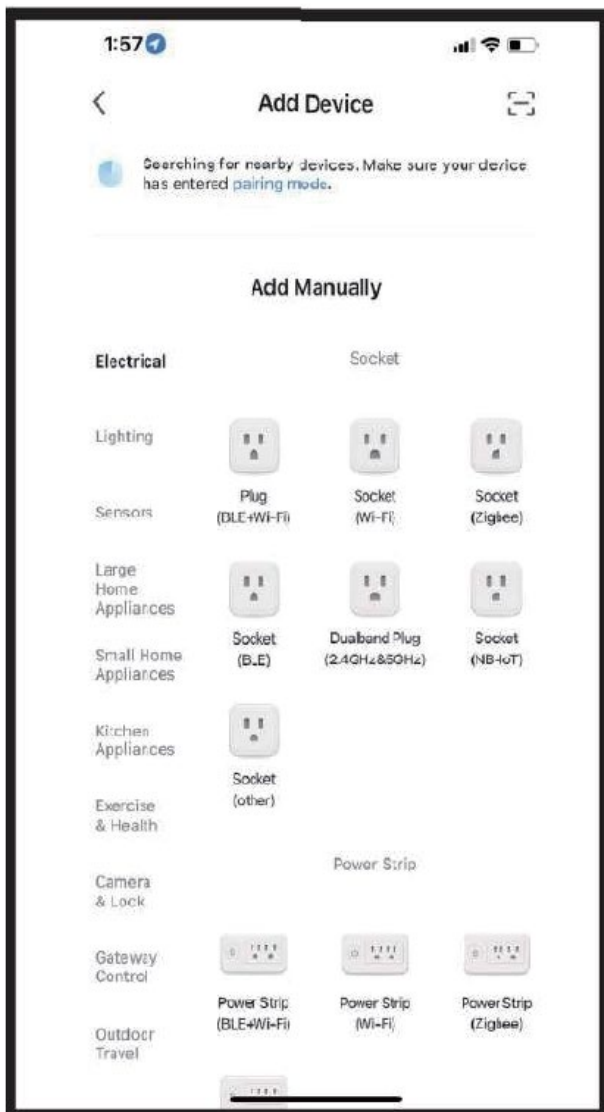 1:57
Add Device
Searching for nearby devices. Make sure your device
has entered pairing mode.
Add Manually
Electrical
Lighting
Sensors
Large
Home
Appliances
Small Home
Appliances
Kitchen
Appliances
Exercise
& Health
Camera
& Lock
Gateway
Control
Outdoor
Travel
Socket
Plug
(BLE+Wi-Fi)
Socket
(Wi-Fi)
Socket
(Zigbee)
Socket
(BLE)
Dualband Plug
(2.4GHz&5GHz)
Socket
(NB-IoT)
Socket
(other)
Power Strip
Power Strip
(BLE+Wi-Fi)
Power Strip
(Wi-Fi)
Power Strip
(Zigbee)